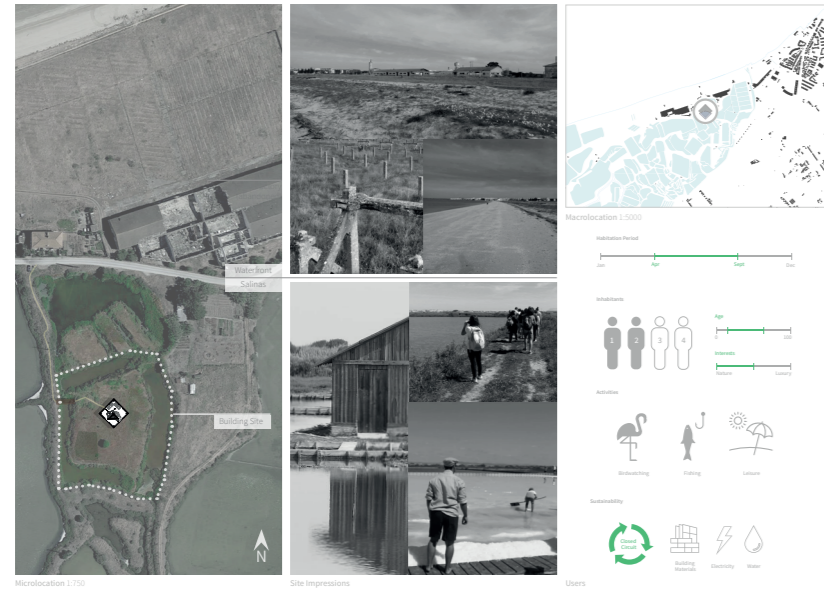 Waterfront
Salinas
Building Site
N
Microlocation 1:750
Site Impressions
Macrolocation 1:5000
Habitation Period
Jan
Apr
Sept
Dec
Inhabitants
1
2
3
4
Age
0
100
Interests
Nature
Luxury
Activities
Birdwatching
Fishing
Leisure
Sustainability
Closed
Circuit
Building
Materials
Electricity
Water
Users